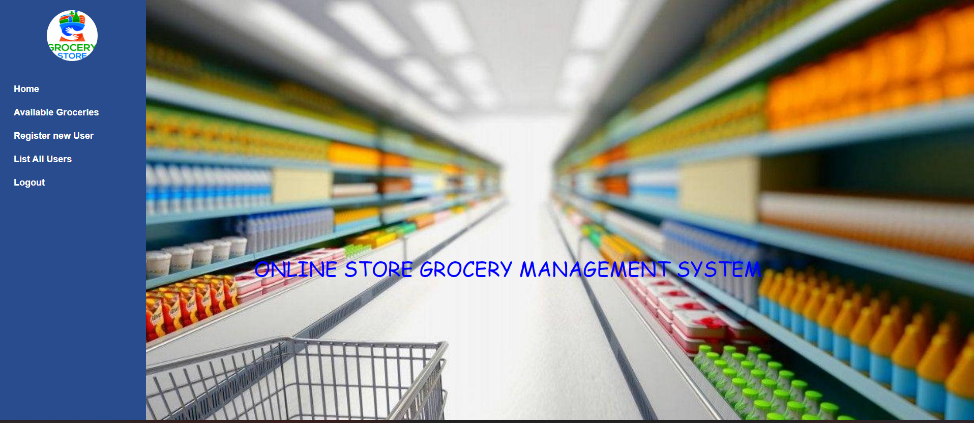 GROCERY
STORE
Home
Available Groceries
Register new User
List All Users
Logout
ONLINE STORE GROCERY MANAGEMENT SYSTEM